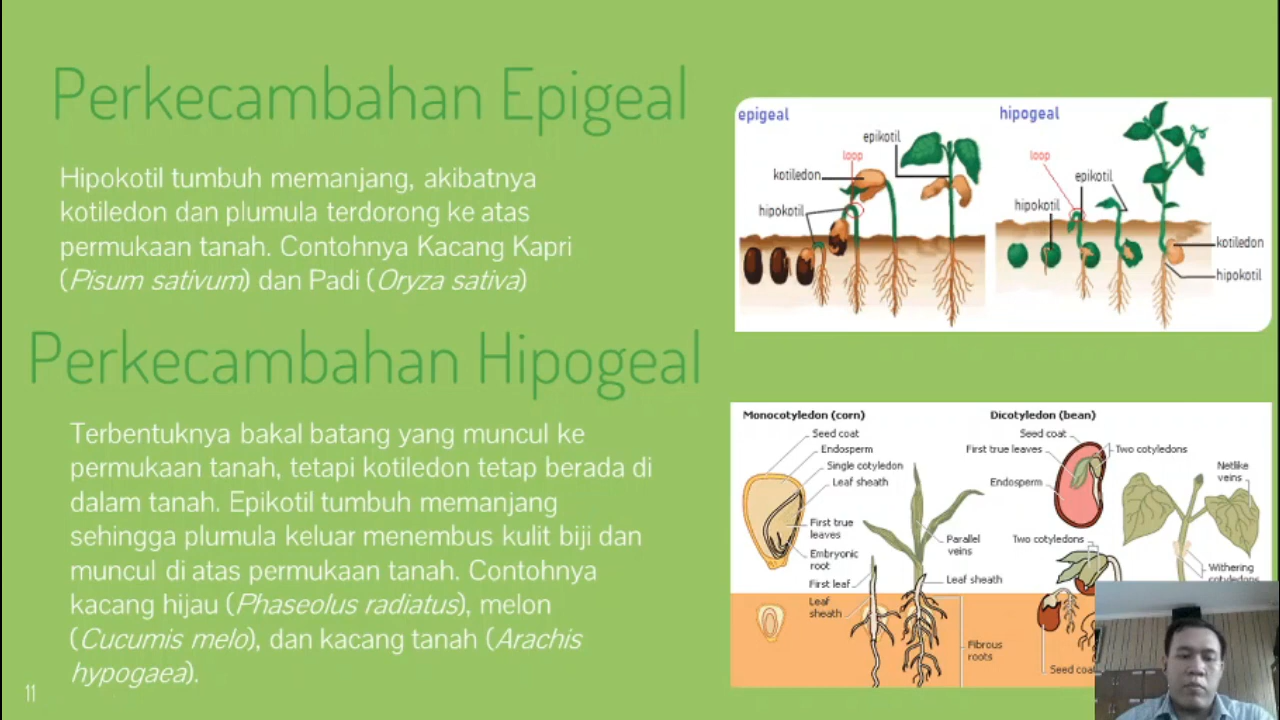 Perkecambahan Epigeal
Hipokotil tumbuh memanjang, akibatnya
kotiledon dan plumula terdorong ke atas
permukaan tanah. Contohnya Kacang Kapri
(Pisum sativum) dan Padi (Oryza sativa)
Perkecambahan Hipogeal
Terbentuknya bakal batang yang muncul ke
permukaan tanah, tetapi kotiledon tetap berada di
dalam tanah. Epikotil tumbuh memanjang
sehingga plumula keluar menembus kulit biji dan
muncul di atas permukaan tanah. Contohnya
kacang hijau (Phaseolus radiatus), melon
(Cucumis melo), dan kacang tanah (Arachis
hypogaea).
11
epigeal
epikotil
loop
kotiledon
hipokotil
hipogeal
loop
epikotil
hipokotil
kotiledon
hipokotil
Monocotyledon (corn)
Seed coat
Endosperm
Single cotyledon
Leaf sheath
First true
leaves
Embryonic
root
First leaf
Leaf
sheath
Parallel
veins
Leaf sheath
Fibrous
roots
Dicotyledon (bean)
Seed coat
First true leaves
Two cotyledons
Endosperm
Netlike
veins
Two cotyledons
Withering
cotyledons
Seed coat